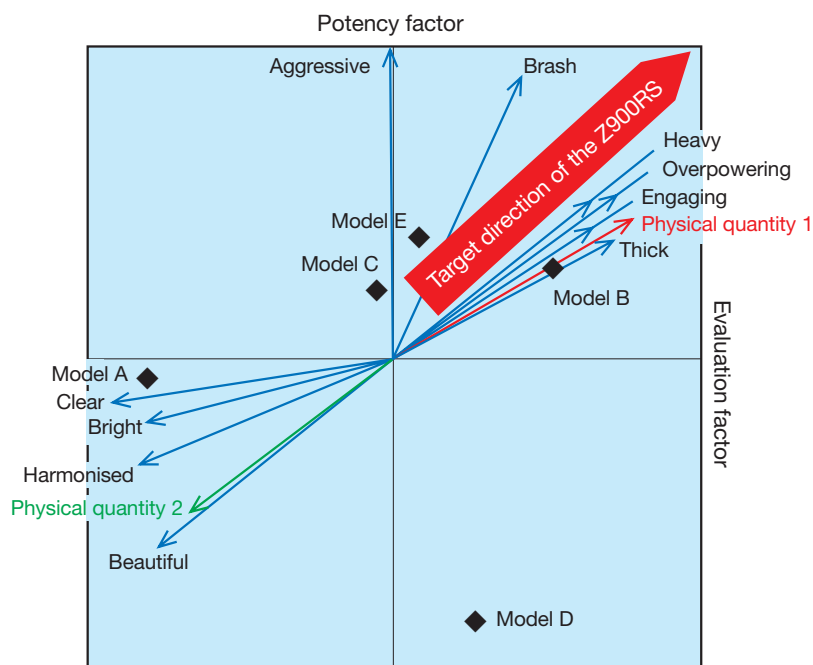 Potency factor
Aggressive
Brash
Target direction of the Z900RS
Heavy
Overpowering
Engaging
Physical quantity 1
Thick
Model E
Model C
Model B
Evaluation factor
Model A
Clear
Bright
Harmonised
Physical quantity 2
Beautiful
Model D